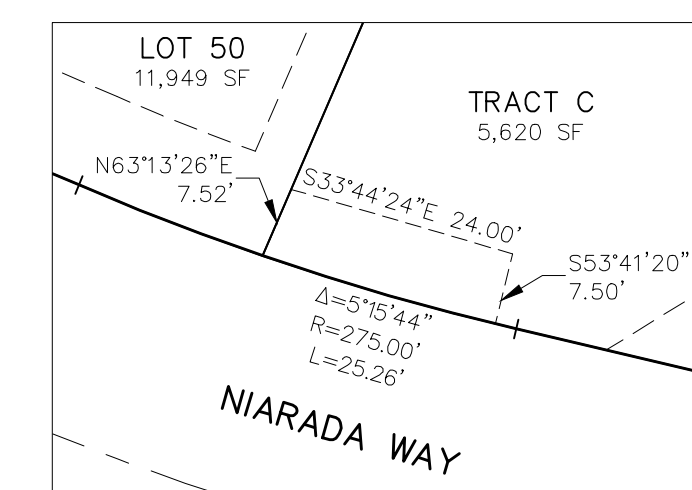 LOT 50
11,949 SF
TRACT C
5,620 SF
N63°13'26"E
7.52'
S33°44'24"E 24.00'
S53°41'20"
7.50'
Δ=5°15'44"
R=275.00'
L=25.26'
NIARADA WAY